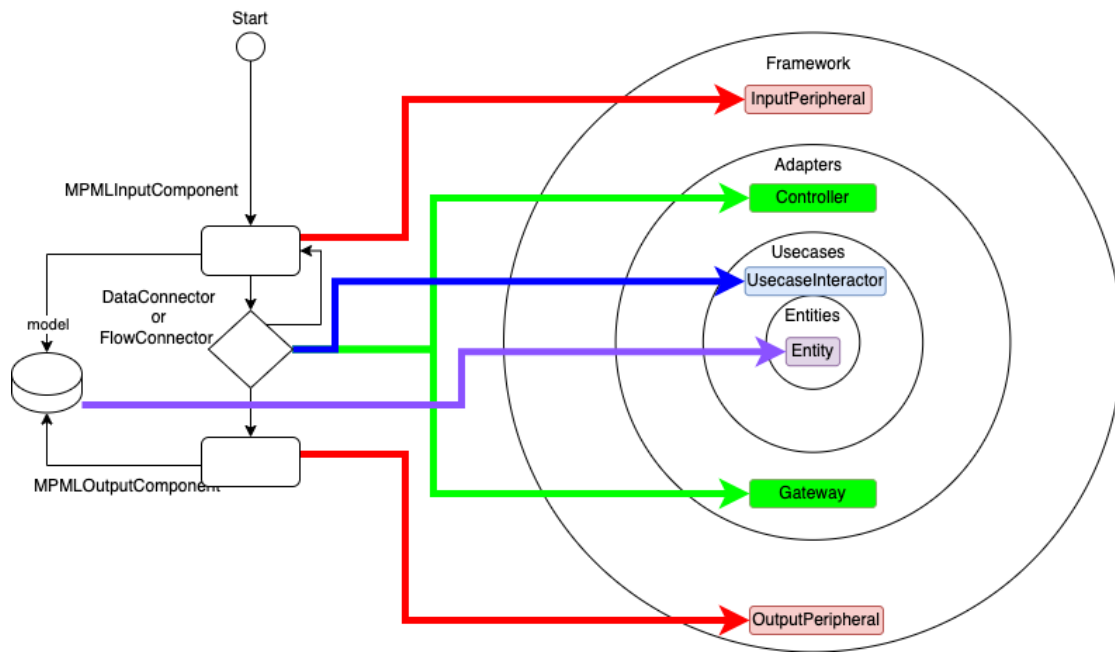 Start
MPMLInputComponent
DataConnector
or
FlowConnector
model
MPMLOutputComponent
Framework
InputPeripheral
Adapters
Controller
Usecases
UsecaseInteractor
Entities
Entity
Gateway
OutputPeripheral